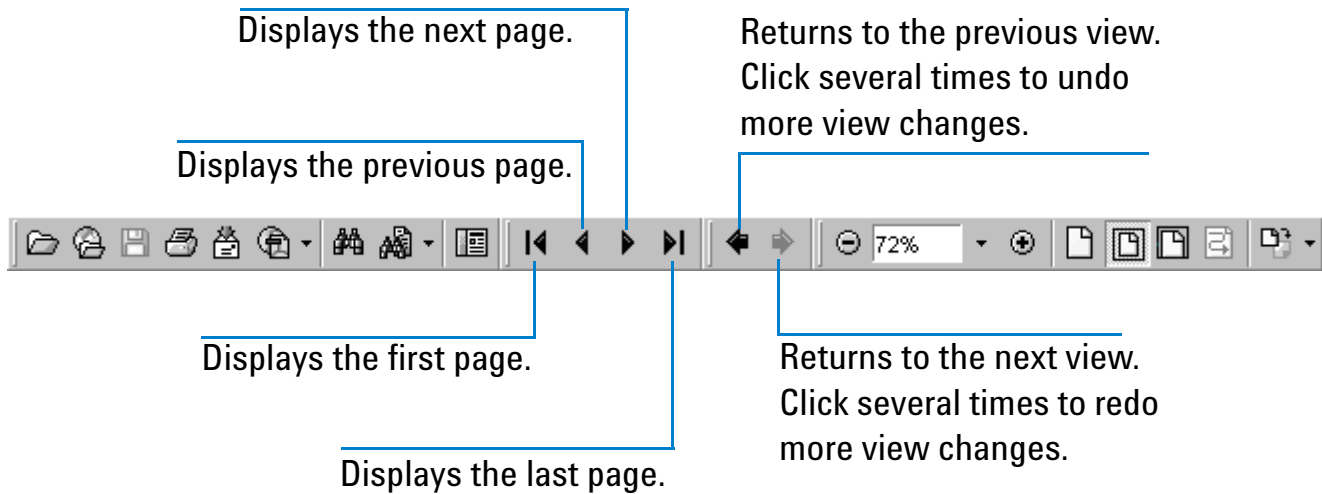 Displays the next page.
Returns to the previous view.
Click several times to undo
more view changes.
Displays the previous page.
72%
Displays the first page.
Returns to the next view.
Click several times to redo
more view changes.
Displays the last page.